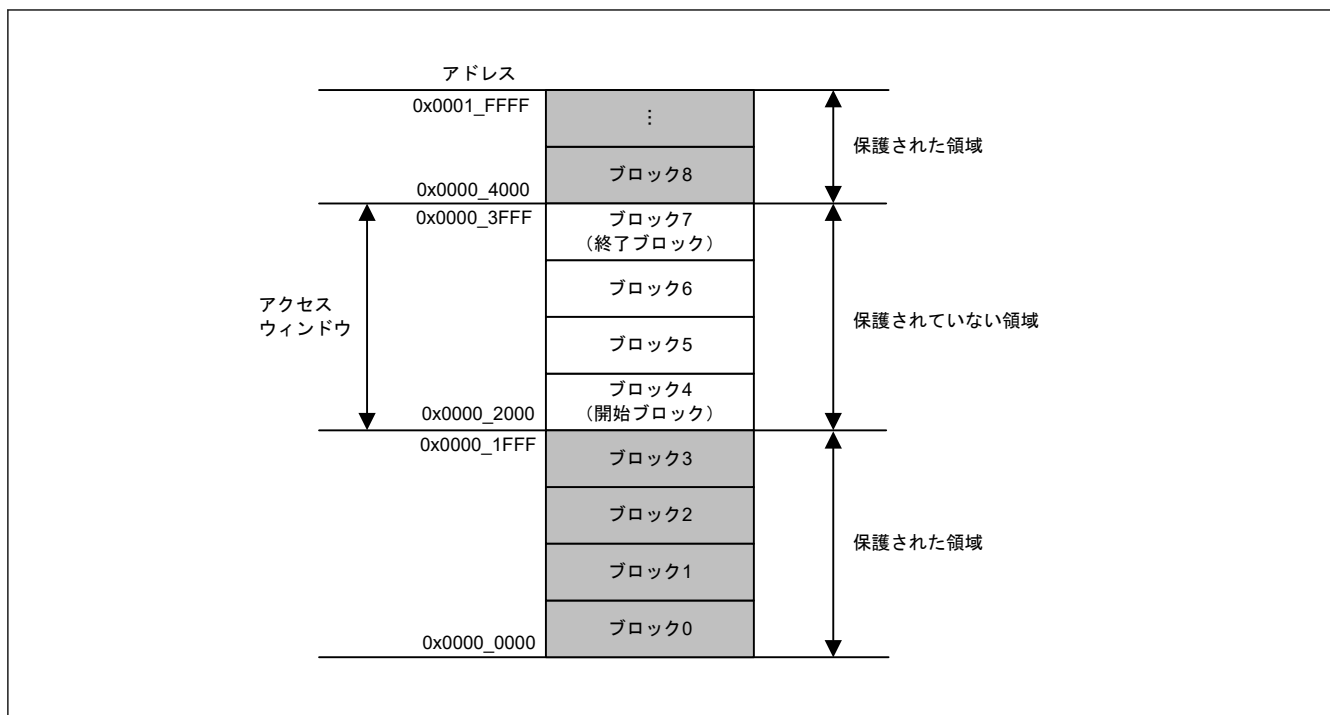 アドレス
0x0001_FFFF
⋮
保護された領域
ブロック8
0x0000_4000
0x0000_3FFF
ブロック7
（終了ブロック）
ブロック6
アクセス
ウィンドウ
保護されていない領域
ブロック5
ブロック4
（開始ブロック）
0x0000_2000
0x0000_1FFF
ブロック3
ブロック2
保護された領域
ブロック1
ブロック0
0x0000_0000